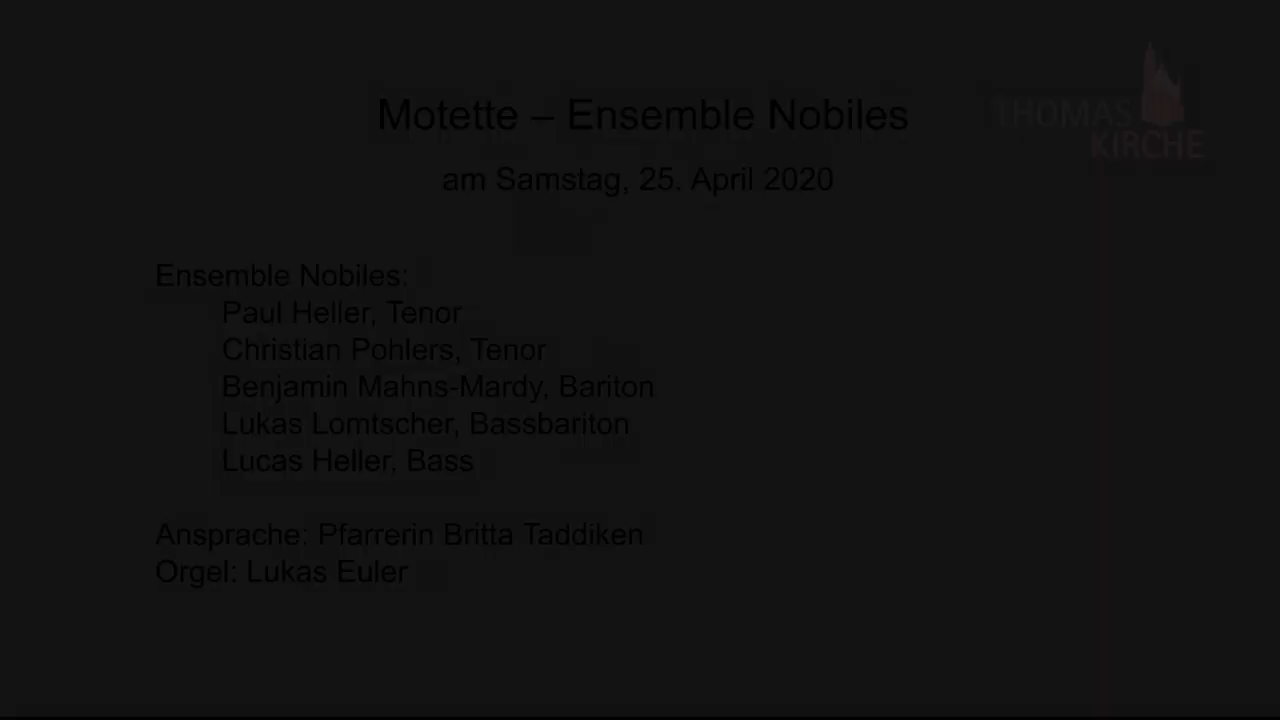 Motette – Ensemble Nobiles
THOMAS
KIRCHE
am Samstag, 25. April 2020
Ensemble Nobiles:
Paul Heller, Tenor
Christian Pohlers, Tenor
Benjamin Mahns-Mardy, Bariton
Lukas Lomtscher, Bassbariton
Lucas Heller, Bass
Ansprache: Pfarrerin Britta Taddiken
Orgel: Lukas Euler